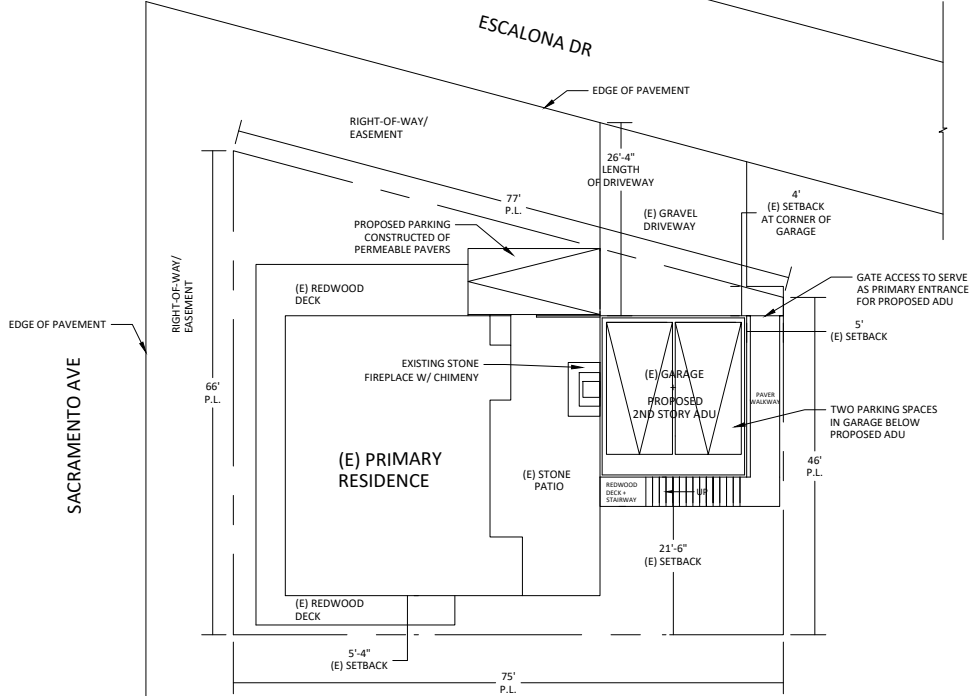 ESCALONA DR
EDGE OF PAVEMENT
RIGHT-OF-WAY/
EASEMENT
26'-4"
LENGTH
OF DRIVEWAY
77'
P.L.
4'
(E) SETBACK
AT CORNER OF
GARAGE
(E) GRAVEL
DRIVEWAY
PROPOSED PARKING
CONSTRUCTED OF
PERMEABLE PAVERS
RIGHT-OF-WAY/
EASEMENT
(E) REDWOOD
DECK
GATE ACCESS TO SERVE
AS PRIMARY ENTRANCE
FOR PROPOSED ADU
EDGE OF PAVEMENT
5'
(E) SETBACK
SACRAMENTO AVE
66'
P.L.
EXISTING STONE
FIREPLACE W/ CHIMENY
(E) GARAGE
+
PROPOSED
2ND STORY ADU
PAVER
WALKWAY
TWO PARKING SPACES
IN GARAGE BELOW
PROPOSED ADU
(E) PRIMARY
RESIDENCE
(E) STONE
PATIO
46'
P.L.
REDWOOD
DECK +
STAIRWAY
UP
21'-6"
(E) SETBACK
(E) REDWOOD
DECK
5'-4"
(E) SETBACK
75'
P.L.